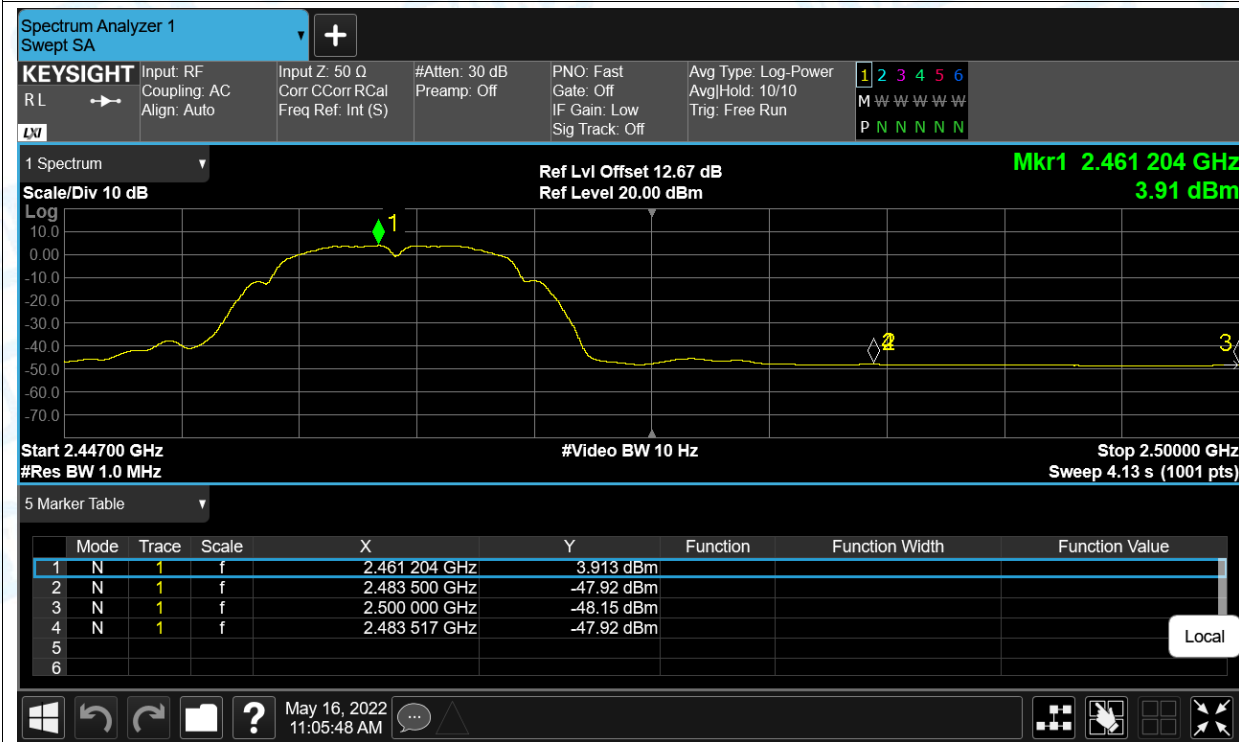 Spectrum Analyzer 1
Swept SA
KEYSIGHT
R L
LXI
Input: RF
Coupling: AC
Align: Auto
Input Z: 50 Ω
Corr CCorr RCal
Freq Ref: Int (S)
#Atten: 30 dB
Preamp: Off
PNO: Fast
Gate: Off
IF Gain: Low
Sig Track: Off
Avg Type: Log-Power
Avg|Hold: 10/10
Trig: Free Run
1 2 3 4 5 6
M W W W W W
P N N N N N
1 Spectrum
Scale/Div 10 dB
Ref Lvl Offset 12.67 dB
Ref Level 20.00 dBm
Mkr1 2.461 204 GHz
3.91 dBm
Log
10.0
0.00
-10.0
-20.0
-30.0
-40.0
-50.0
-60.0
-70.0
1
2
3
Start 2.44700 GHz
#Video BW 10 Hz
Stop 2.50000 GHz
#Res BW 1.0 MHz
Sweep 4.13 s (1001 pts)
5 Marker Table
Mode Trace Scale X Y Function Function Width Function Value
1 N 1 f 2.461 204 GHz 3.913 dBm
2 N 1 f 2.483 500 GHz -47.92 dBm
3 N 1 f 2.500 000 GHz -48.15 dBm
4 N 1 f 2.483 517 GHz -47.92 dBm
5
6
Local
?
May 16, 2022
11:05:48 AM